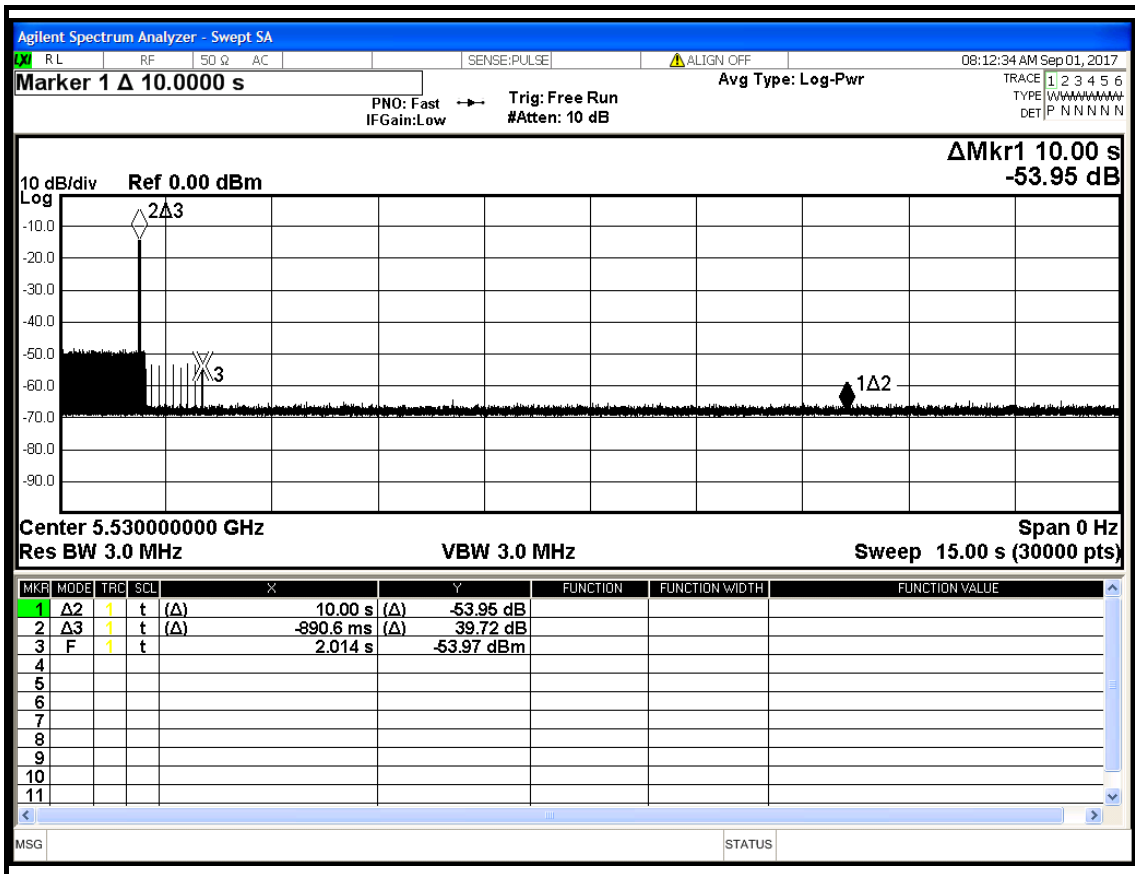 Agilent Spectrum Analyzer - Swept SA
LXI RL RF 50 Ω AC SENSE:PULSE ALIGN OFF 08:12:34 AM Sep 01, 2017
Marker 1 Δ 10.0000 s
Avg Type: Log-Pwr
TRACE 1 2 3 4 5 6
TYPE
DET P N N N N N
PNO: Fast Trig: Free Run
IFGain:Low #Atten: 10 dB
ΔMkr1 10.00 s
-53.95 dB
10 dB/div Ref 0.00 dBm
Log
-10.0
-20.0
-30.0
-40.0
-50.0
-60.0
-70.0
-80.0
-90.0
2Δ3
3
1Δ2
Center 5.530000000 GHz Span 0 Hz
Res BW 3.0 MHz VBW 3.0 MHz Sweep 15.00 s (30000 pts)
MKR MODE TRC SCL X Y FUNCTION FUNCTION WIDTH FUNCTION VALUE
1 Δ2 1 t (Δ) 10.00 s (Δ) -53.95 dB
2 Δ3 1 t (Δ) -890.6 ms (Δ) 39.72 dB
3 F 1 t 2.014 s -53.97 dBm
4
5
6
7
8
9
10
11
MSG STATUS